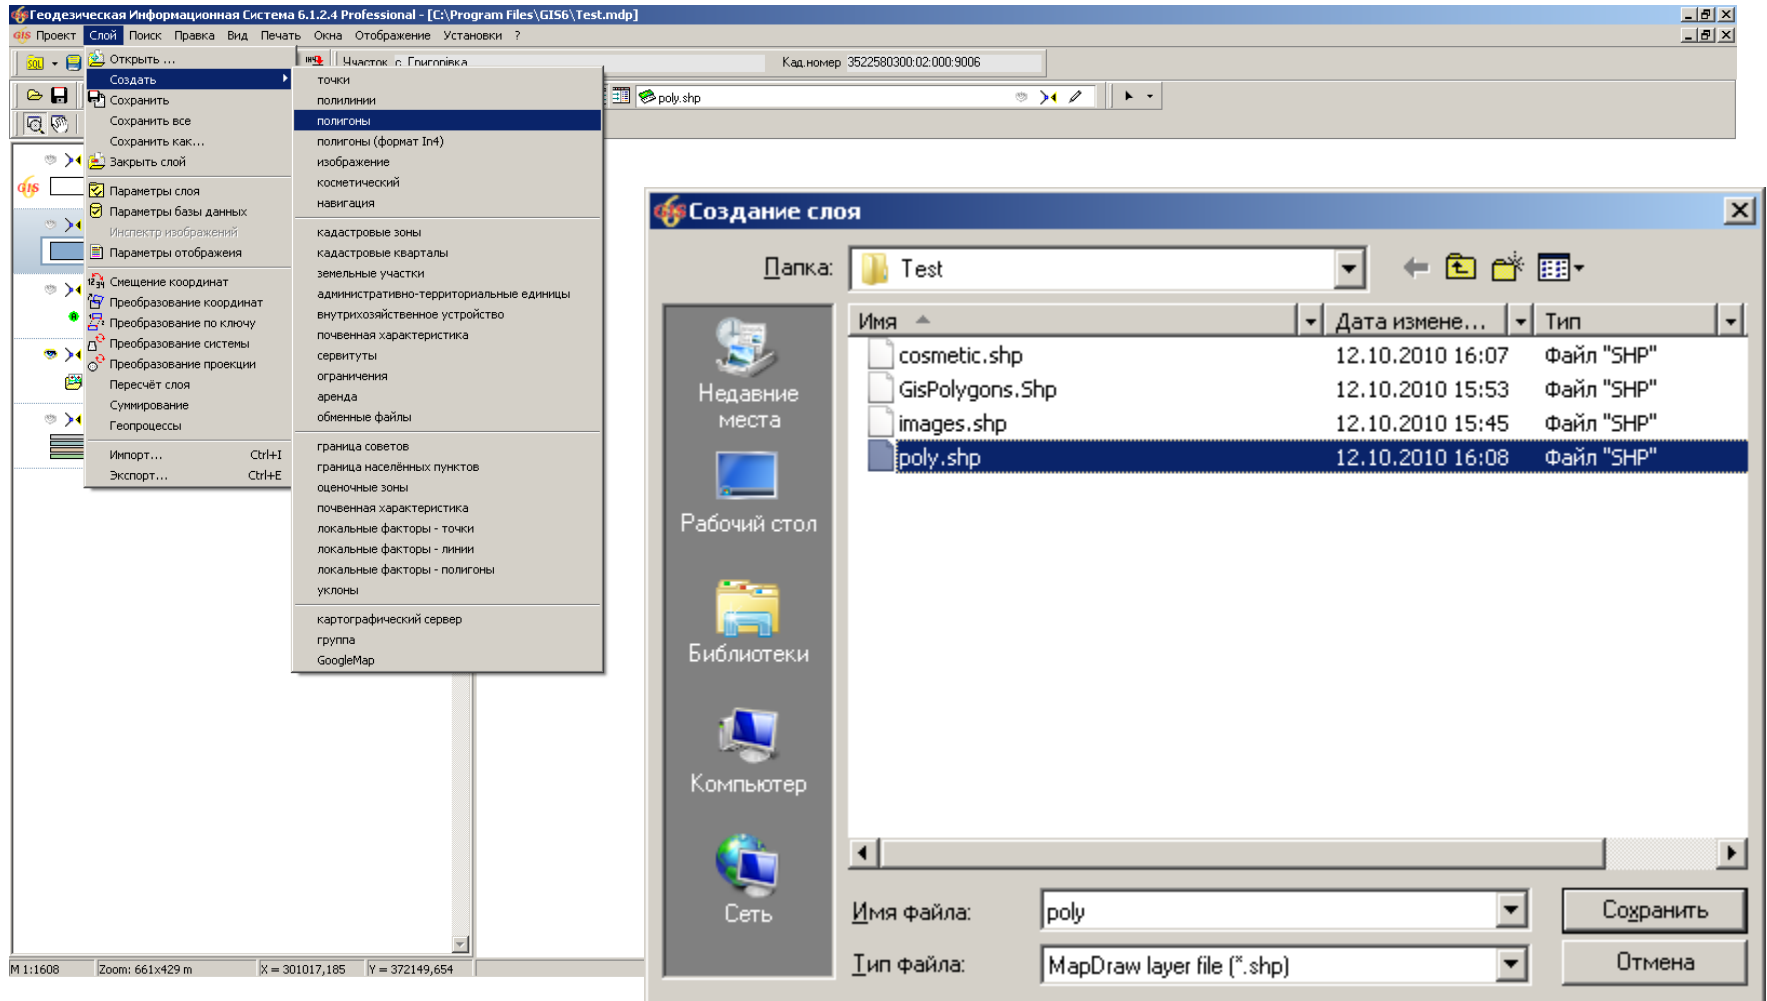 Геодезическая Информационная Система 6.1.2.4 Professional - [C:\Program Files\GIS6\Test.mdp]
GIS Проект Слой Поиск Правка Вид Печать Окна Отображение Установки ?
SQL Участок с. Григорівка Кад.номер 3522580300:02:000:9006
poly.shp
Открыть ...
Создать
Сохранить
Сохранить все
Сохранить как...
Закрыть слой
GIS
Параметры слоя
Параметры базы данных
Инспектр изображений
Параметры отображеия
Смещение координат
Преобразование координат
Преобразование по ключу
Преобразование системы
Преобразование проекции
Пересчёт слоя
Суммирование
Геопроцессы
Импорт... Ctrl+I
Экспорт... Ctrl+E
точки
полилинии
полигоны
полигоны (формат In4)
изображение
косметический
навигация
кадастровые зоны
кадастровые кварталы
земельные участки
административно-территориальные единицы
внутрихозяйственное устройство
почвенная характеристика
сервитуты
ограничения
аренда
обменные файлы
граница советов
граница населённых пунктов
оценочные зоны
почвенная характеристика
локальные факторы - точки
локальные факторы - линии
локальные факторы - полигоны
уклоны
картографический сервер
группа
GoogleMap
M 1:1608 Zoom: 661x429 m X = 301017,185 Y = 372149,654
Создание слоя
Папка: Test
Имя Дата измене... Тип
cosmetic.shp 12.10.2010 16:07 Файл "SHP"
GisPolygons.Shp 12.10.2010 15:53 Файл "SHP"
images.shp 12.10.2010 15:45 Файл "SHP"
poly.shp 12.10.2010 16:08 Файл "SHP"
Недавние
места
Рабочий стол
Библиотеки
Компьютер
Сеть
Имя файла: poly Сохранить
Тип файла: MapDraw layer file (*.shp) Отмена